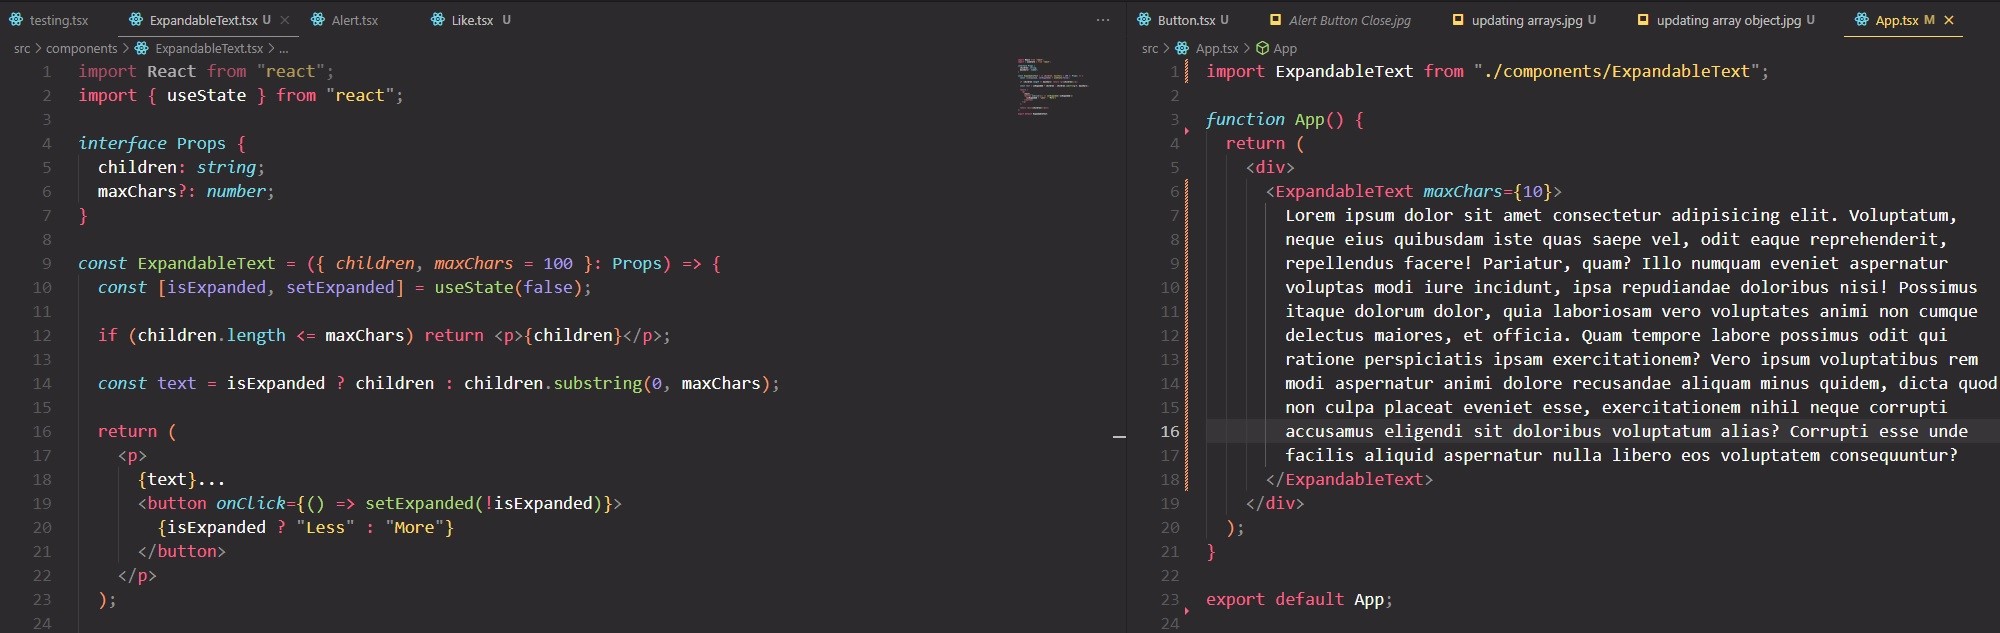 testing.tsx ExpandableText.tsx U Alert.tsx Like.tsx U ...
src > components > ExpandableText.tsx > ...
1 import React from "react";
2 import { useState } from "react";
3
4 interface Props {
5 children: string;
6 maxChars?: number;
7 }
8
9 const ExpandableText = ({ children, maxChars = 100 }: Props) => {
10 const [isExpanded, setExpanded] = useState(false);
11
12 if (children.length <= maxChars) return <p>{children}</p>;
13
14 const text = isExpanded ? children : children.substring(0, maxChars);
15
16 return (
17 <p>
18 {text}...
19 <button onClick={() => setExpanded(!isExpanded)}>
20 {isExpanded ? "Less" : "More"}
21 </button>
22 </p>
23 );
24
Button.tsx U Alert Button Close.jpg updating arrays.jpg U updating array object.jpg U App.tsx M
src > App.tsx > App
1 import ExpandableText from "./components/ExpandableText";
2
3 function App() {
4 return (
5 <div>
6 <ExpandableText maxChars={10}>
7 Lorem ipsum dolor sit amet consectetur adipisicing elit. Voluptatum,
8 neque eius quibusdam iste quas saepe vel, odit eaque reprehenderit,
9 repellendus facere! Pariatur, quam? Illo numquam eveniet aspernatur
10 voluptas modi iure incidunt, ipsa repudiandae doloribus nisi! Possimus
11 itaque dolorum dolor, quia laboriosam vero voluptates animi non cumque
12 delectus maiores, et officia. Quam tempore labore possimus odit qui
13 ratione perspiciatis ipsam exercitationem? Vero ipsum voluptatibus rem
14 modi aspernatur animi dolore recusandae aliquam minus quidem, dicta quod
15 non culpa placeat eveniet esse, exercitationem nihil neque corrupti
16 accusamus eligendi sit doloribus voluptatum alias? Corrupti esse unde
17 facilis aliquid aspernatur nulla libero eos voluptatem consequuntur?
18 </ExpandableText>
19 </div>
20 );
21 }
22
23 export default App;
24